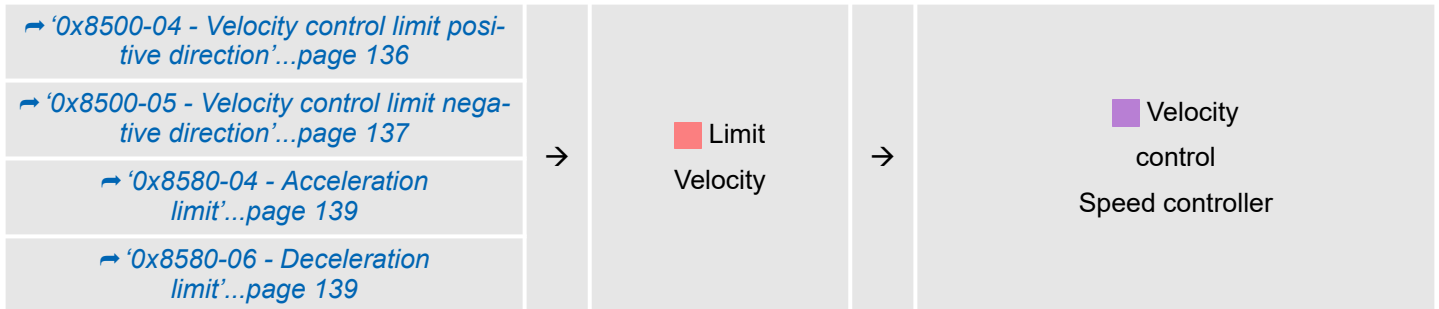 ➦ ‘0x8500-04 - Velocity control limit posi-
tive direction’...page 136
➦ ‘0x8500-05 - Velocity control limit nega-
tive direction’...page 137
➦ ‘0x8580-04 - Acceleration
limit’...page 139
➦ ‘0x8580-06 - Deceleration
limit’...page 139
→
Limit
Velocity
→
Velocity
control
Speed controller